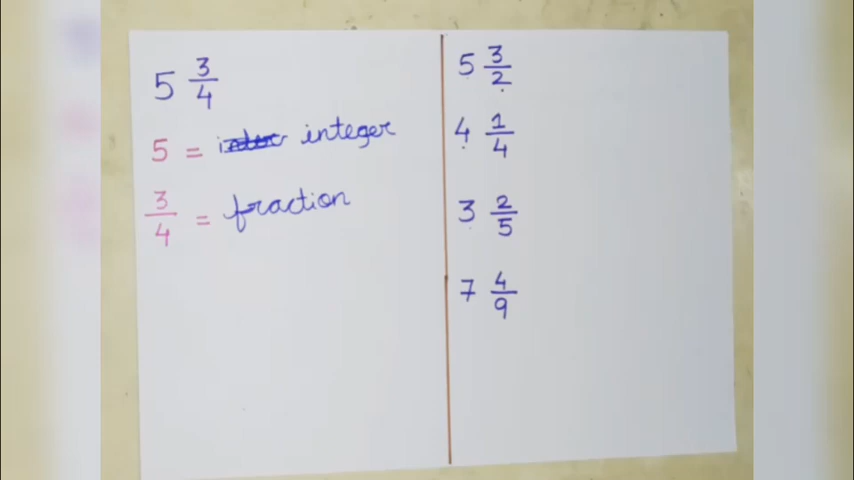 5 3/4
5 = integer
3/4 = fraction
5 3/2
4 1/4
3 2/5
7 4/9